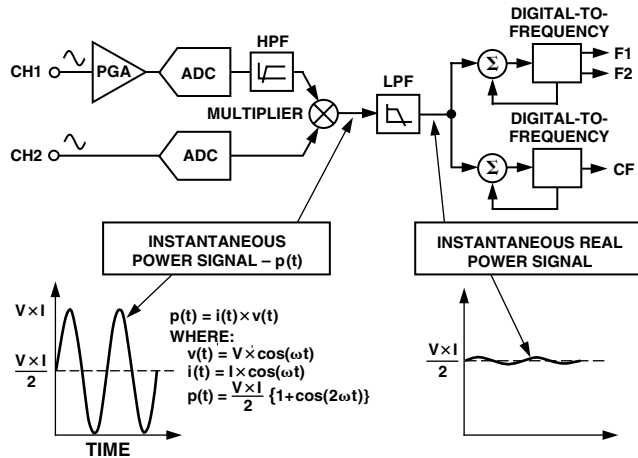 DIGITAL-TO-
FREQUENCY
F1
F2
HPF
LPF
CH1
PGA
ADC
Σ
MULTIPLIER
DIGITAL-TO-
FREQUENCY
CH2
ADC
Σ
CF
INSTANTANEOUS
POWER SIGNAL – p(t)
INSTANTANEOUS REAL
POWER SIGNAL
V × I
p(t) = i(t) × v(t)
WHERE:
v(t) = V × cos(ωt)
i(t) = I × cos(ωt)
p(t) = V × I / 2 {1+cos(2ωt)}
V × I
2
TIME
V × I
2